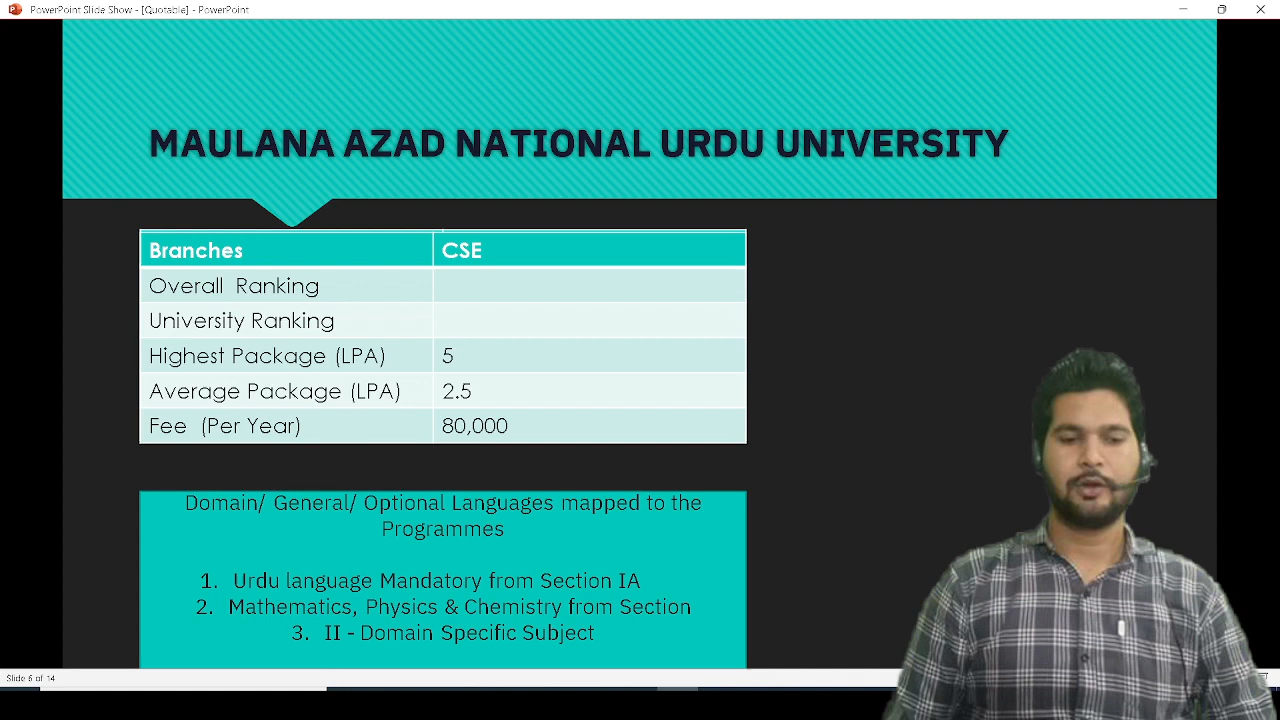 PowerPoint Slide Show - [Quotable] - PowerPoint
MAULANA AZAD NATIONAL URDU UNIVERSITY
Branches CSE
Overall Ranking
University Ranking
Highest Package (LPA) 5
Average Package (LPA) 2.5
Fee (Per Year) 80,000
Domain/ General/ Optional Languages mapped to the
Programmes
1. Urdu language Mandatory from Section IA
2. Mathematics, Physics & Chemistry from Section
3. II - Domain Specific Subject
Slide 6 of 14